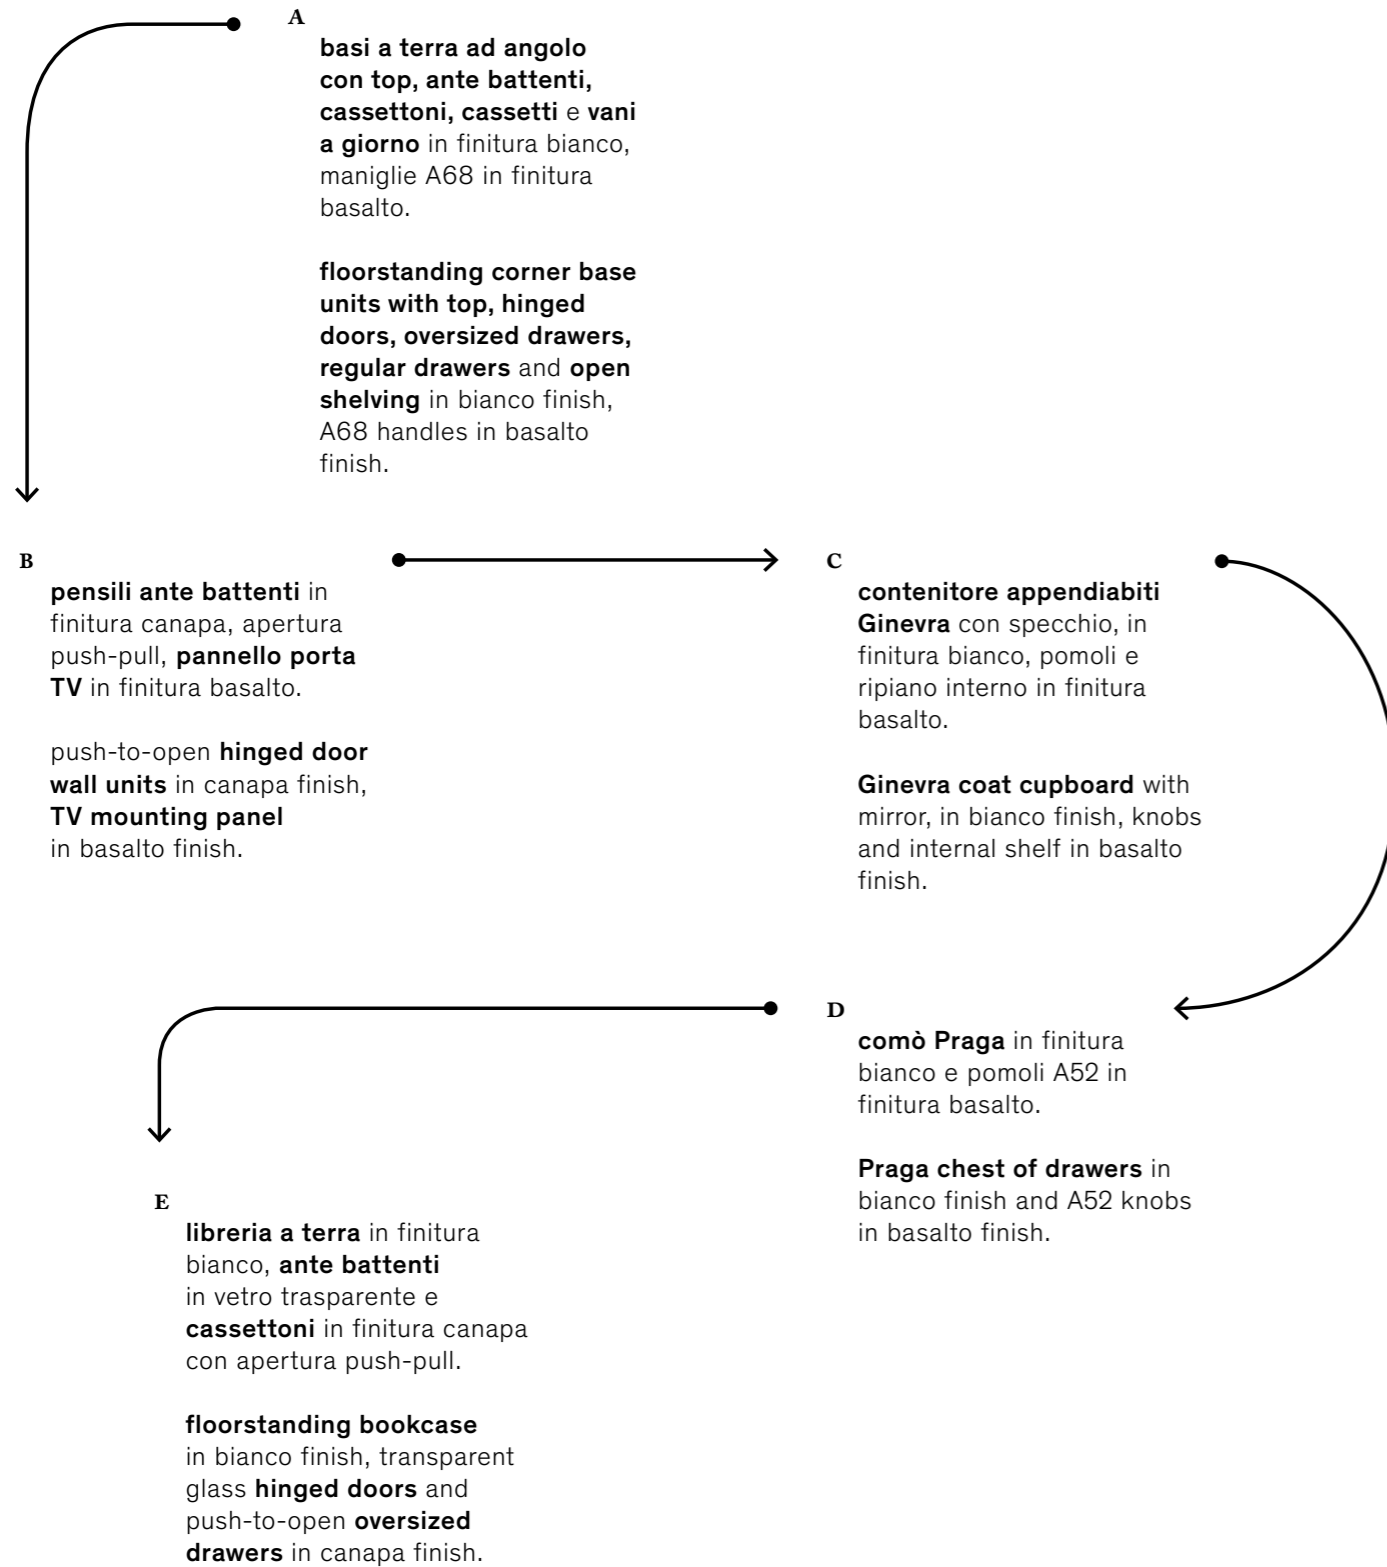 A
basi a terra ad angolo
con top, ante battenti,
cassettoni, cassetti e vani
a giorno in finitura bianco,
maniglie A68 in finitura
basalto.
floorstanding corner base
units with top, hinged
doors, oversized drawers,
regular drawers and open
shelving in bianco finish,
A68 handles in basalto
finish.
B
pensili ante battenti in
finitura canapa, apertura
push-pull, pannello porta
TV in finitura basalto.
push-to-open hinged door
wall units in canapa finish,
TV mounting panel
in basalto finish.
C
contenitore appendiabiti
Ginevra con specchio, in
finitura bianco, pomoli e
ripiano interno in finitura
basalto.
Ginevra coat cupboard with
mirror, in bianco finish, knobs
and internal shelf in basalto
finish.
D
comò Praga in finitura
bianco e pomoli A52 in
finitura basalto.
Praga chest of drawers in
bianco finish and A52 knobs
in basalto finish.
E
libreria a terra in finitura
bianco, ante battenti
in vetro trasparente e
cassettoni in finitura canapa
con apertura push-pull.
floorstanding bookcase
in bianco finish, transparent
glass hinged doors and
push-to-open oversized
drawers in canapa finish.